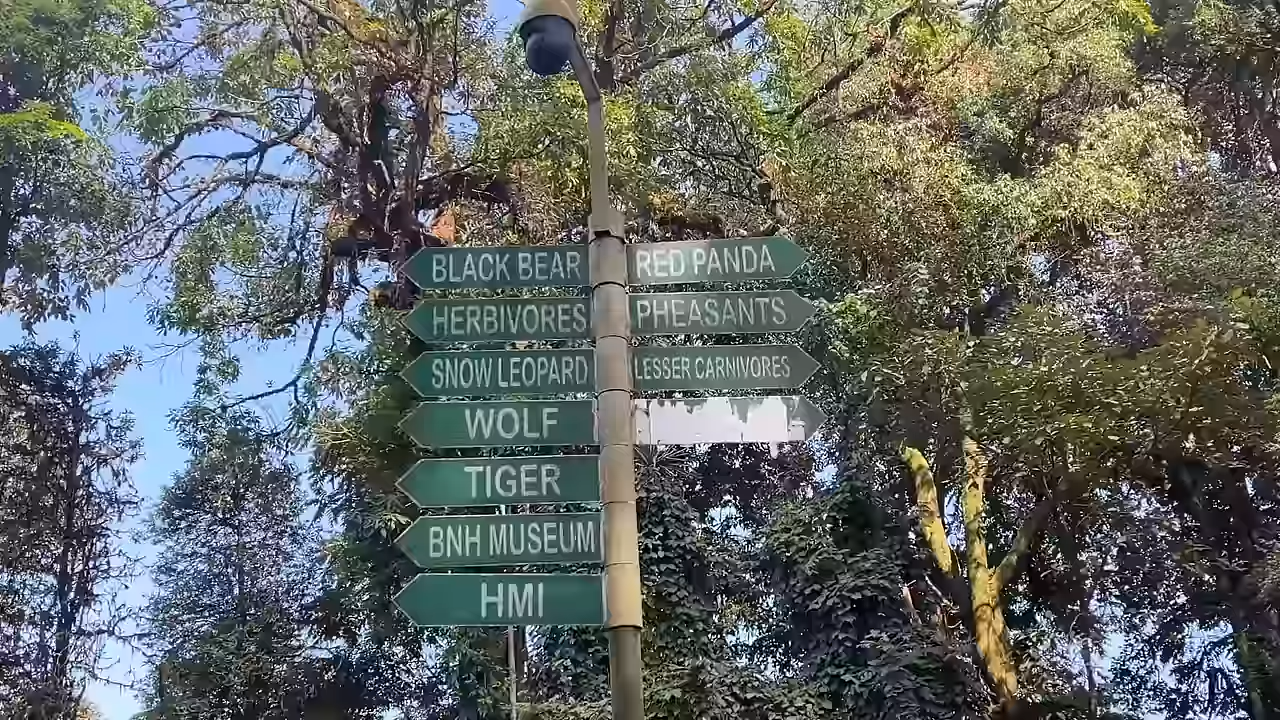 BLACK BEAR
HERBIVORES
SNOW LEOPARD
WOLF
TIGER
BNH MUSEUM
HMI
RED PANDA
PHEASANTS
LESSER CARNIVORES